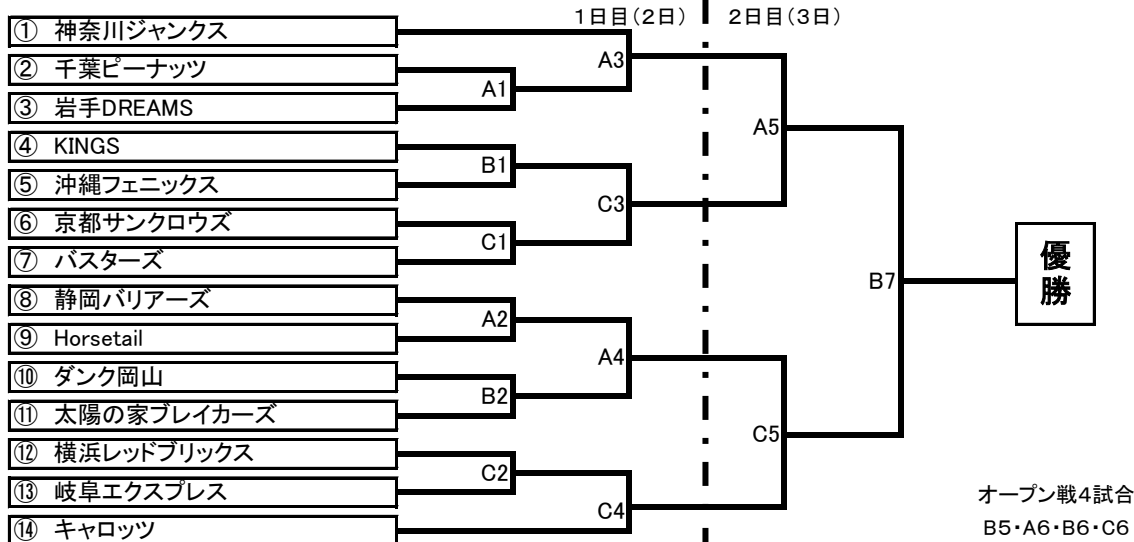 1日目(2日) 2日目(3日)
① 神奈川ジャンクス
② 千葉ピーナッツ
③ 岩手DREAMS
④ KINGS
⑤ 沖縄フェニックス
⑥ 京都サンクロウズ
⑦ バスターズ
⑧ 静岡バリアーズ
⑨ Horsetail
⑩ ダンク岡山
⑪ 太陽の家ブレイカーズ
⑫ 横浜レッドブリックス
⑬ 岐阜エクスプレス
⑭ キャロッツ
A1
B1
C1
A2
B2
C2
A3
C3
A4
C4
A5
C5
B7
優勝
オープン戦4試合
B5・A6・B6・C6